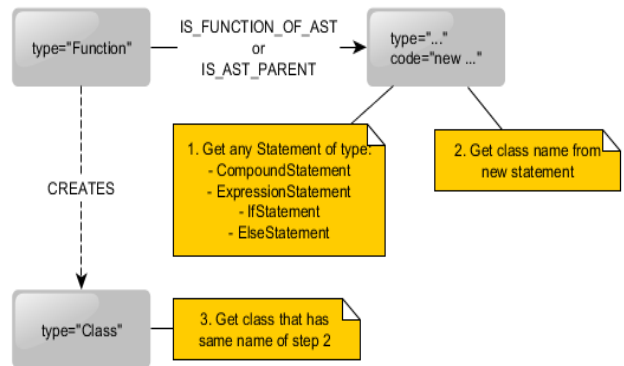 type="Function"
IS_FUNCTION_OF_AST
or
IS_AST_PARENT
type="..."
code="new ..."
1. Get any Statement of type:
- CompoundStatement
- ExpressionStatement
- IfStatement
- ElseStatement
2. Get class name from
new statement
CREATES
type="Class"
3. Get class that has
same name of step 2